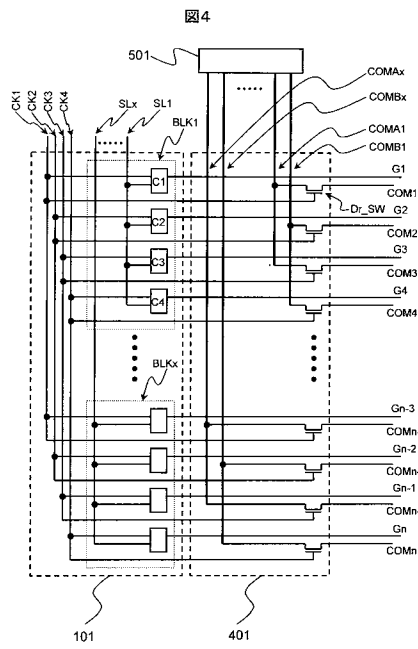 図4
501
CK1
CK2
CK3
CK4
SLx
SL1
BLK1
COMAx
COMBx
COMA1
COMB1
C1
G1
COM1
Dr_SW
C2
G2
COM2
C3
G3
COM3
C4
G4
COM4
BLKx
Gn-3
COMn-
Gn-2
COMn-
Gn-1
COMn-
Gn
COMn
101
401